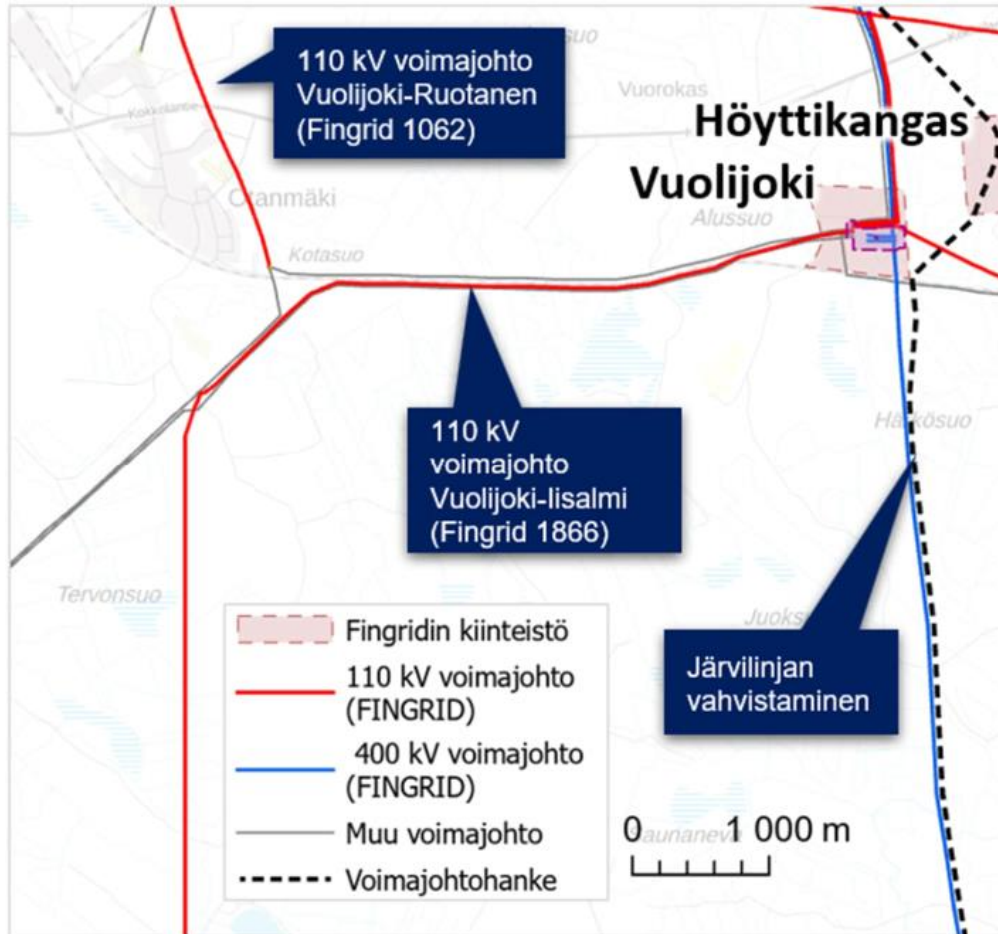 110 kV voimajohto
Vuolijoki-Ruotanen
(Fingrid 1062)
Vuorokas
Höyttikangas
Vuolijoki
Kokkolantie
Otanmäki
Alussuo
Kotasuo
110 kV
voimajohto
Vuolijoki-Iisalmi
(Fingrid 1866)
Härkösuo
Tervonsuo
Järvilinjan
vahvistaminen
Fingridin kiinteistö
110 kV voimajohto
(FINGRID)
400 kV voimajohto
(FINGRID)
Muu voimajohto
Voimajohtohanke
0 1 000 m
Saunaneva